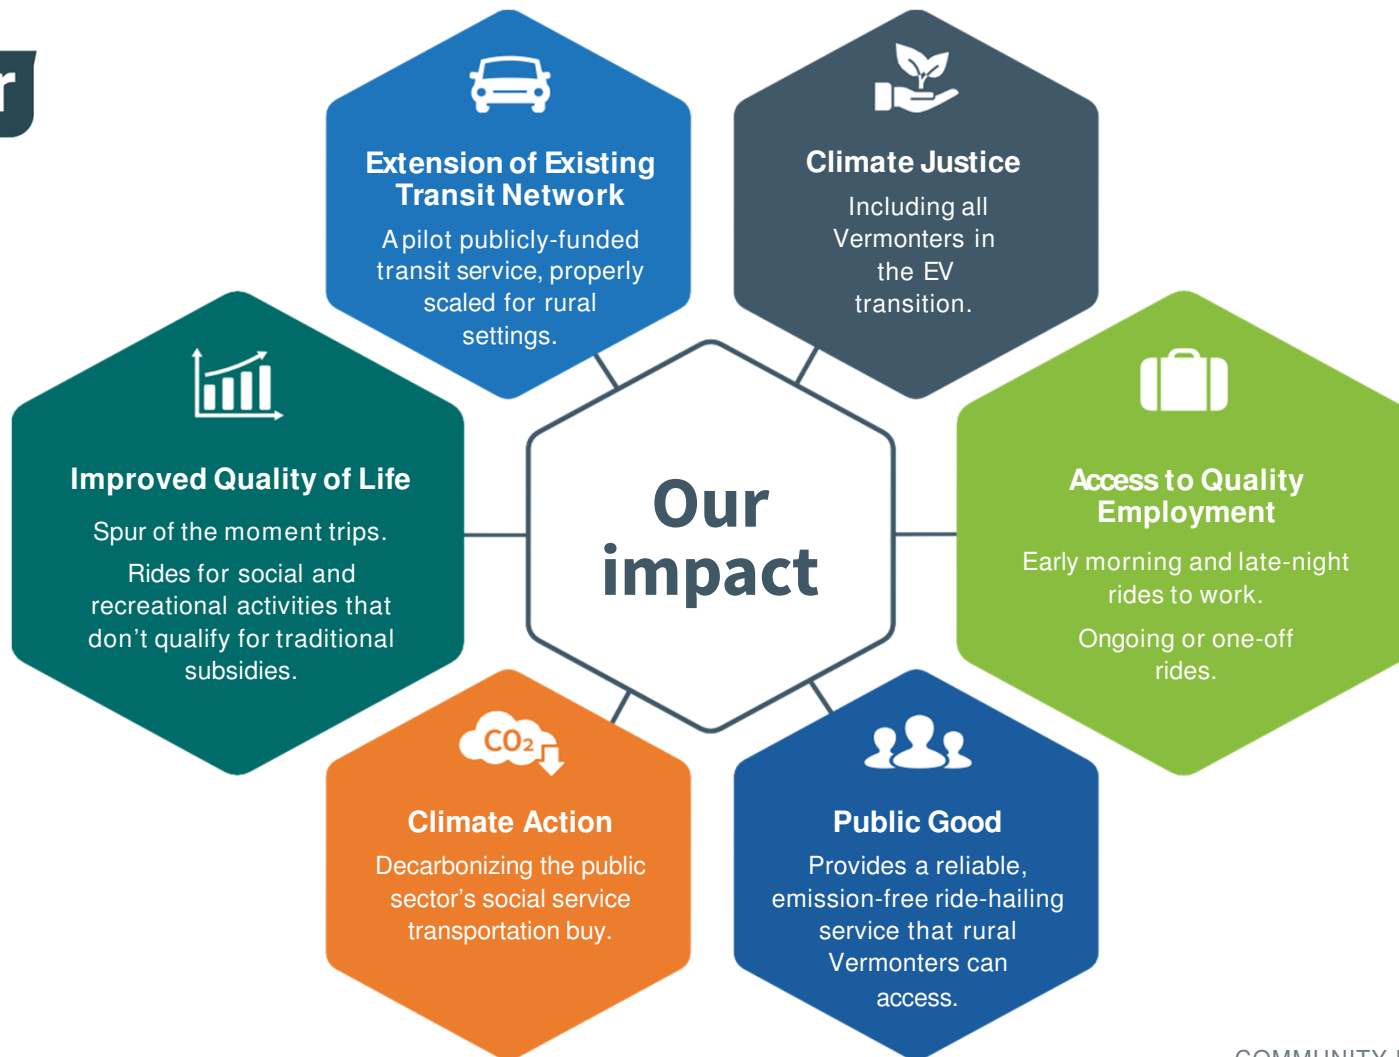 r
Extension of Existing
Transit Network
A pilot publicly-funded
transit service, properly
scaled for rural
settings.
Climate Justice
Including all
Vermonters in
the EV
transition.
Improved Quality of Life
Spur of the moment trips.
Rides for social and
recreational activities that
don’t qualify for traditional
subsidies.
Our
impact
Access to Quality
Employment
Early morning and late-night
rides to work.
Ongoing or one-off
rides.
CO2
Climate Action
Decarbonizing the public
sector’s social service
transportation buy.
Public Good
Provides a reliable,
emission-free ride-hailing
service that rural
Vermonters can
access.
COMMUNITY